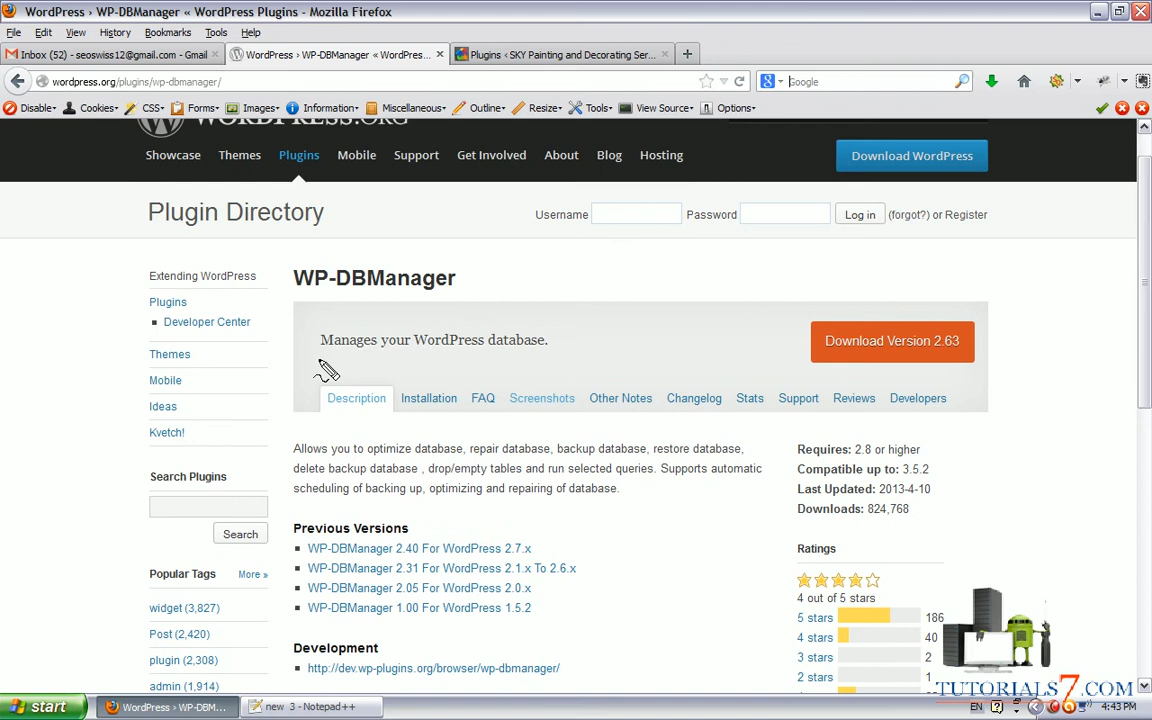 WordPress › WP-DBManager « WordPress Plugins - Mozilla Firefox
File Edit View History Bookmarks Tools Help
Inbox (52) - seoswiss12@gmail.com - Gmail
WordPress › WP-DBManager « WordPres...
Plugins ‹ SKY Painting and Decorating Ser...
wordpress.org/plugins/wp-dbmanager/
Google
Disable Cookies CSS Forms Images Information Miscellaneous Outline Resize Tools View Source Options
WORDPRESS.ORG
Showcase Themes Plugins Mobile Support Get Involved About Blog Hosting
Download WordPress
Plugin Directory
Username Password Log in (forgot?) or Register
Extending WordPress
Plugins
Developer Center
Themes
Mobile
Ideas
Kvetch!
Search Plugins
Search
Popular Tags More »
widget (3,827)
Post (2,420)
plugin (2,308)
admin (1,914)
WP-DBManager
Manages your WordPress database.
Download Version 2.63
Description Installation FAQ Screenshots Other Notes Changelog Stats Support Reviews Developers
Allows you to optimize database, repair database, backup database, restore database,
delete backup database , drop/empty tables and run selected queries. Supports automatic
scheduling of backing up, optimizing and repairing of database.
Previous Versions
WP-DBManager 2.40 For WordPress 2.7.x
WP-DBManager 2.31 For WordPress 2.1.x To 2.6.x
WP-DBManager 2.05 For WordPress 2.0.x
WP-DBManager 1.00 For WordPress 1.5.2
Development
http://dev.wp-plugins.org/browser/wp-dbmanager/
Requires: 2.8 or higher
Compatible up to: 3.5.2
Last Updated: 2013-4-10
Downloads: 824,768
Ratings
4 out of 5 stars
5 stars 186
4 stars 40
3 stars 2
2 stars
TUTORIALS7.COM
start
WordPress › WP-DBM...
new 3 - Notepad++
EN
4:43 PM